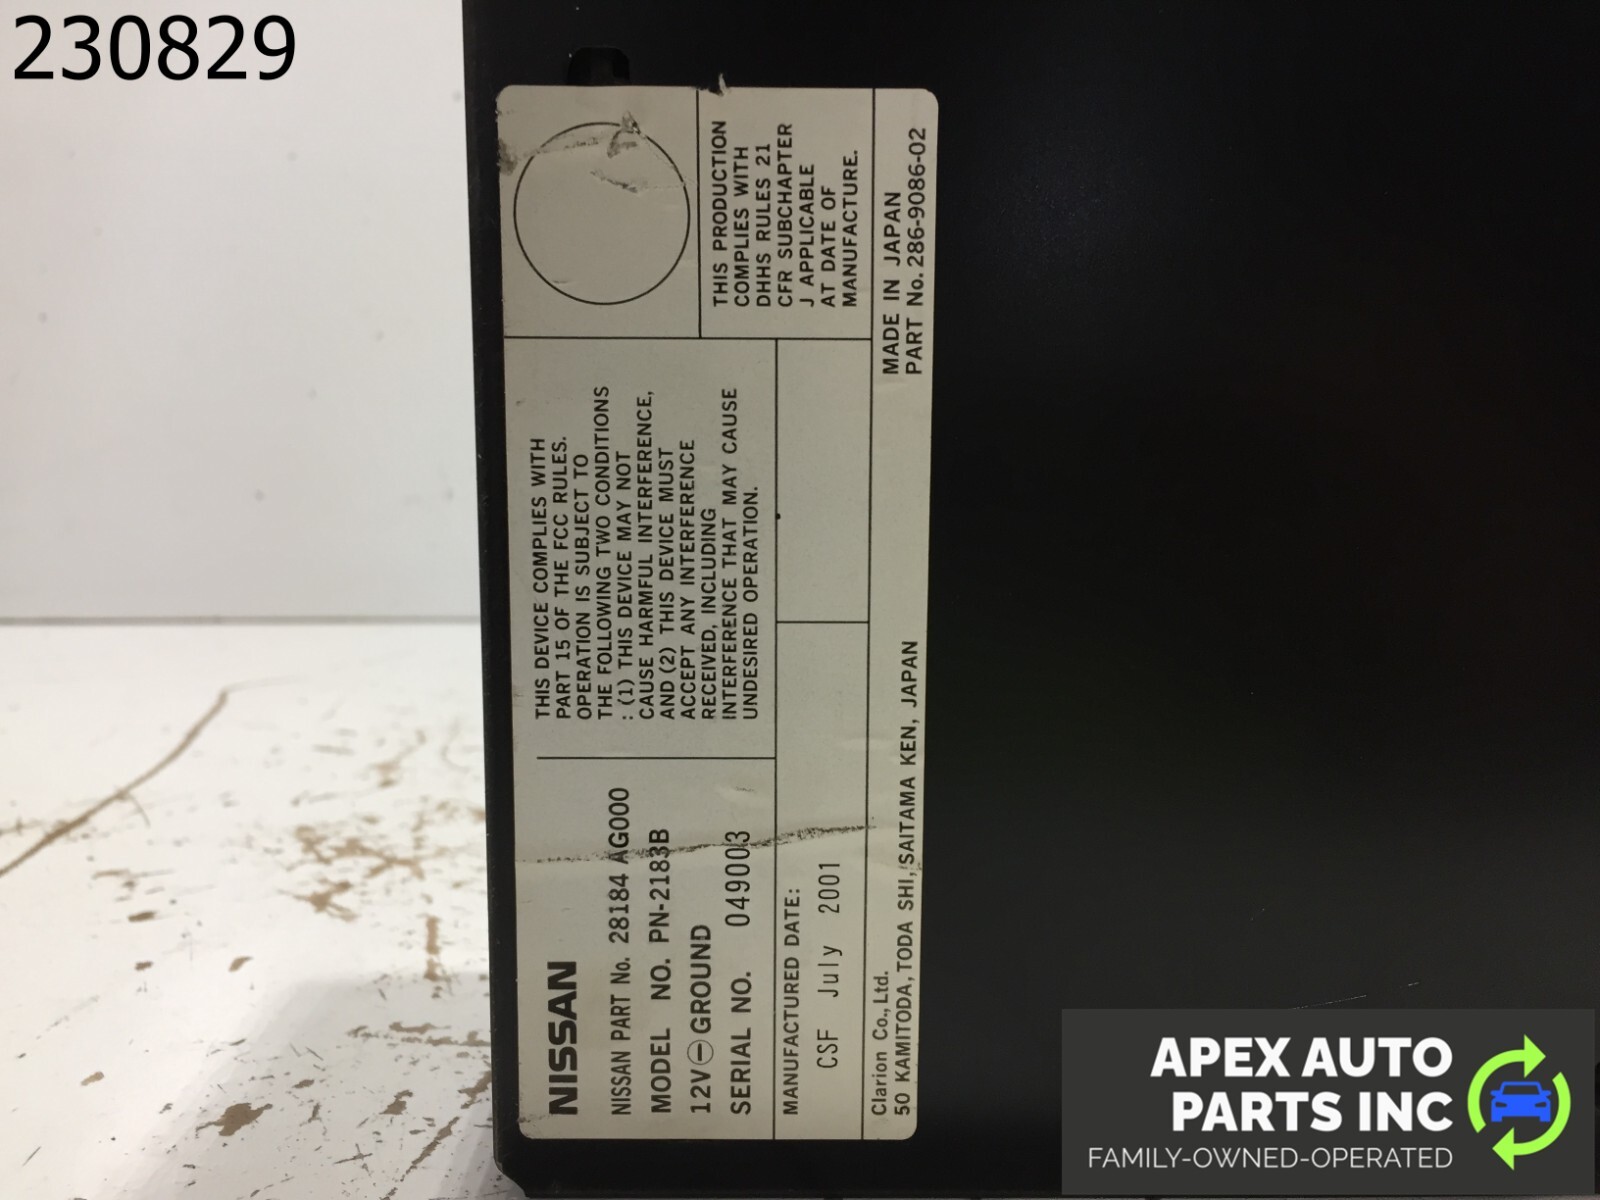 230829
NISSAN
NISSAN PART No. 28184 AG000
MODEL NO. PN-2183B
12V⊖GROUND
SERIAL NO. 049003
THIS DEVICE COMPLIES WITH
PART 15 OF THE FCC RULES.
OPERATION IS SUBJECT TO
THE FOLLOWING TWO CONDITIONS
: (1) THIS DEVICE MAY NOT
CAUSE HARMFUL INTERFERENCE,
AND (2) THIS DEVICE MUST
ACCEPT ANY INTERFERENCE
RECEIVED, INCLUDING
INTERFERENCE THAT MAY CAUSE
UNDESIRED OPERATION.
THIS PRODUCTION
COMPLIES WITH
DHHS RULES 21
CFR SUBCHAPTER
J APPLICABLE
AT DATE OF
MANUFACTURE.
MANUFACTURED DATE:
CSF July 2001
Clarion Co.,Ltd.
50 KAMITODA, TODA SHI, SAITAMA KEN, JAPAN
MADE IN JAPAN
PART No. 286-9086-02
APEX AUTO
PARTS INC
FAMILY-OWNED-OPERATED